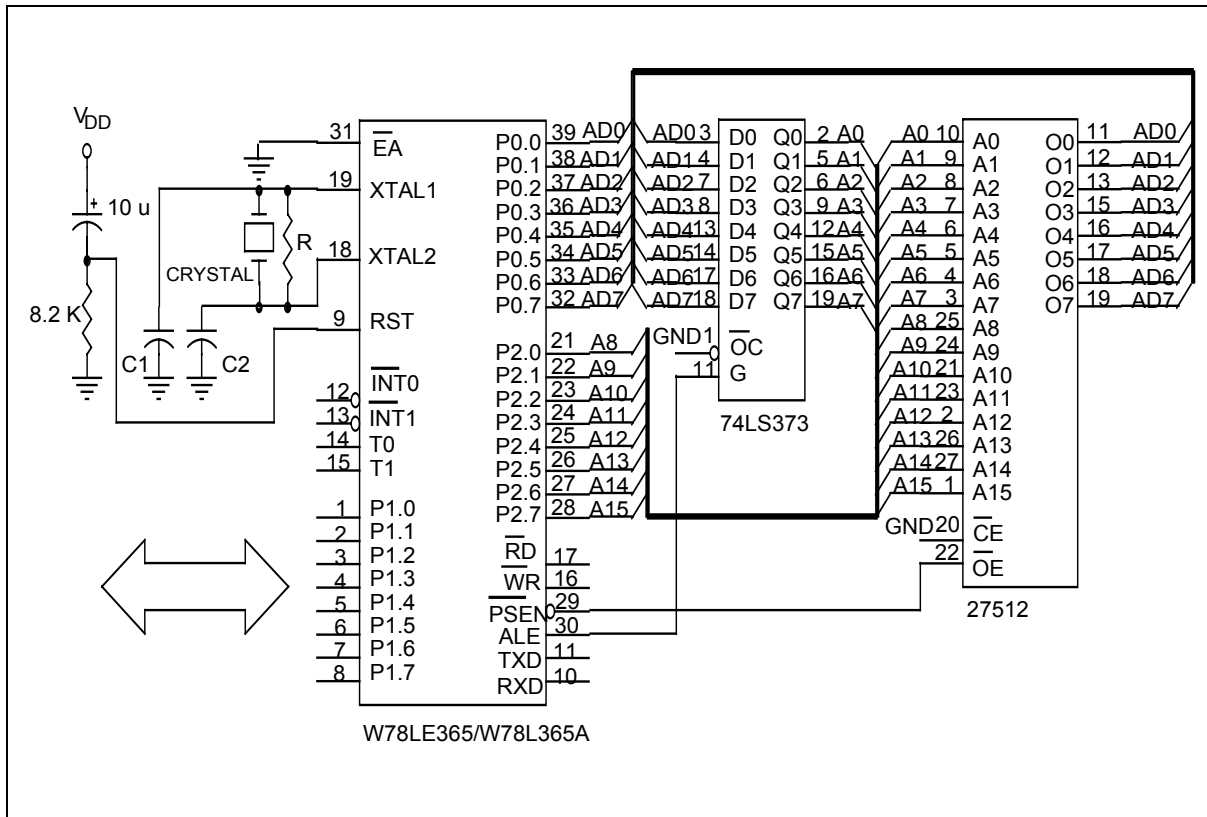 VDD
10 u
8.2 K
C1
C2
CRYSTAL
R
31 EA
19 XTAL1
18 XTAL2
9 RST
12 INT0
13 INT1
14 T0
15 T1
1 P1.0
2 P1.1
3 P1.2
4 P1.3
5 P1.4
6 P1.5
7 P1.6
8 P1.7
P0.0 39 AD0
P0.1 38 AD1
P0.2 37 AD2
P0.3 36 AD3
P0.4 35 AD4
P0.5 34 AD5
P0.6 33 AD6
P0.7 32 AD7
P2.0 21 A8
P2.1 22 A9
P2.2 23 A10
P2.3 24 A11
P2.4 25 A12
P2.5 26 A13
P2.6 27 A14
P2.7 28 A15
RD 17
WR 16
PSEN 29
ALE 30
TXD 11
RXD 10
W78LE365/W78L365A
AD0 3 D0 Q0 2 A0
AD1 4 D1 Q1 5 A1
AD2 7 D2 Q2 6 A2
AD3 8 D3 Q3 9 A3
AD4 13 D4 Q4 12 A4
AD5 14 D5 Q5 15 A5
AD6 17 D6 Q6 16 A6
AD7 18 D7 Q7 19 A7
GND 1 OC
11 G
74LS373
A0 10 A0 O0 11 AD0
A1 9 A1 O1 12 AD1
A2 8 A2 O2 13 AD2
A3 7 A3 O3 15 AD3
A4 6 A4 O4 16 AD4
A5 5 A5 O5 17 AD5
A6 4 A6 O6 18 AD6
A7 3 A7 O7 19 AD7
A8 25 A8
A9 24 A9
A10 21 A10
A11 23 A11
A12 2 A12
A13 26 A13
A14 27 A14
A15 1 A15
GND 20 CE
22 OE
27512